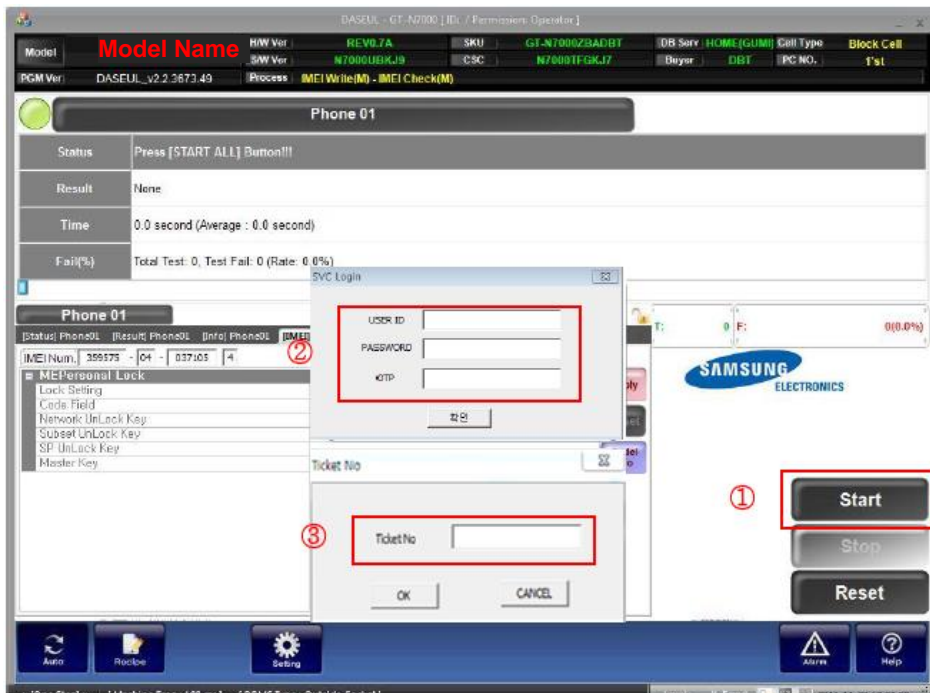 DASEUL - GT-N7000 [ IDc / Permission: Operator ]
Model Model Name H/W Ver REV0.7A SKU GT-N7000ZBADBT DB Serv HOME(GUMI) Cell Type Block Cell
S/W Ver N7000UBKJ9 CSC N7000TFGKJ7 Buyer DBT PC NO. 1'st
PGM Ver DASEUL_v2.2.3673.49 Process IMEI Write(M) - IMEI Check(M)
Phone 01
Status Press [START ALL] Button!!!
Result None
Time 0.0 second (Average : 0.0 second)
Fail(%) Total Test: 0, Test Fail: 0 (Rate: 0.0%)
SVC Login
Phone 01
USER ID
T: 0 F: 0(0.0%)
[Status] Phone01 [Result] Phone01 [Info] Phone01
②
PASSWORD
IMEI Num. 359575 - 04 - 037105 4
SAMSUNG
ELECTRONICS
MEPersonal Lock
Lock Setting
Code Field
Network UnLock Key
Subset UnLock Key
SP UnLock Key
Master Key
OTP
확인
Ticket No
①
Start
③
Ticket No
Stop
OK CANCEL
Reset
Auto Recipe Setting Alarm Help